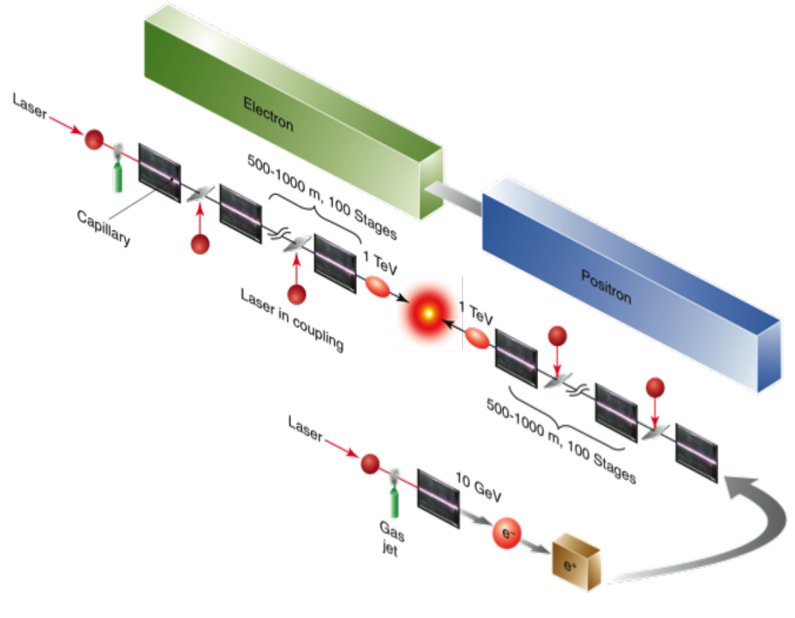 Electron
Laser
500-1000 m, 100 Stages
Capillary
1 TeV
Positron
Laser in coupling
1 TeV
500-1000 m, 100 Stages
Laser
10 GeV
Gas
jet
e⁻
e⁺